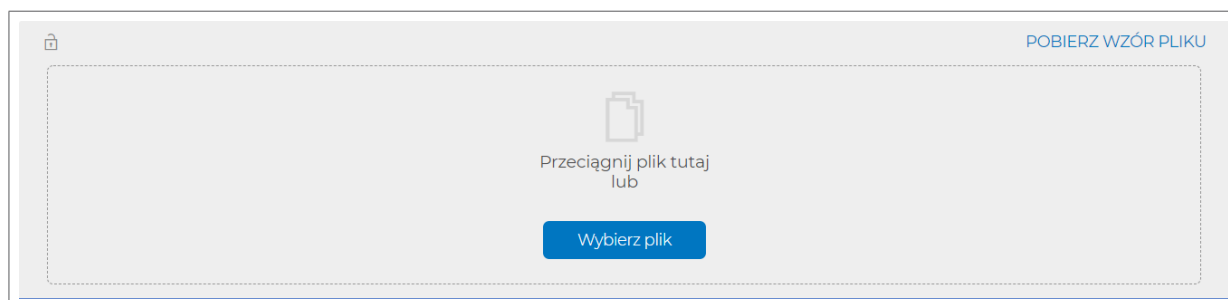 POBIERZ WZÓR PLIKU
Przeciągnij plik tutaj
lub
Wybierz plik